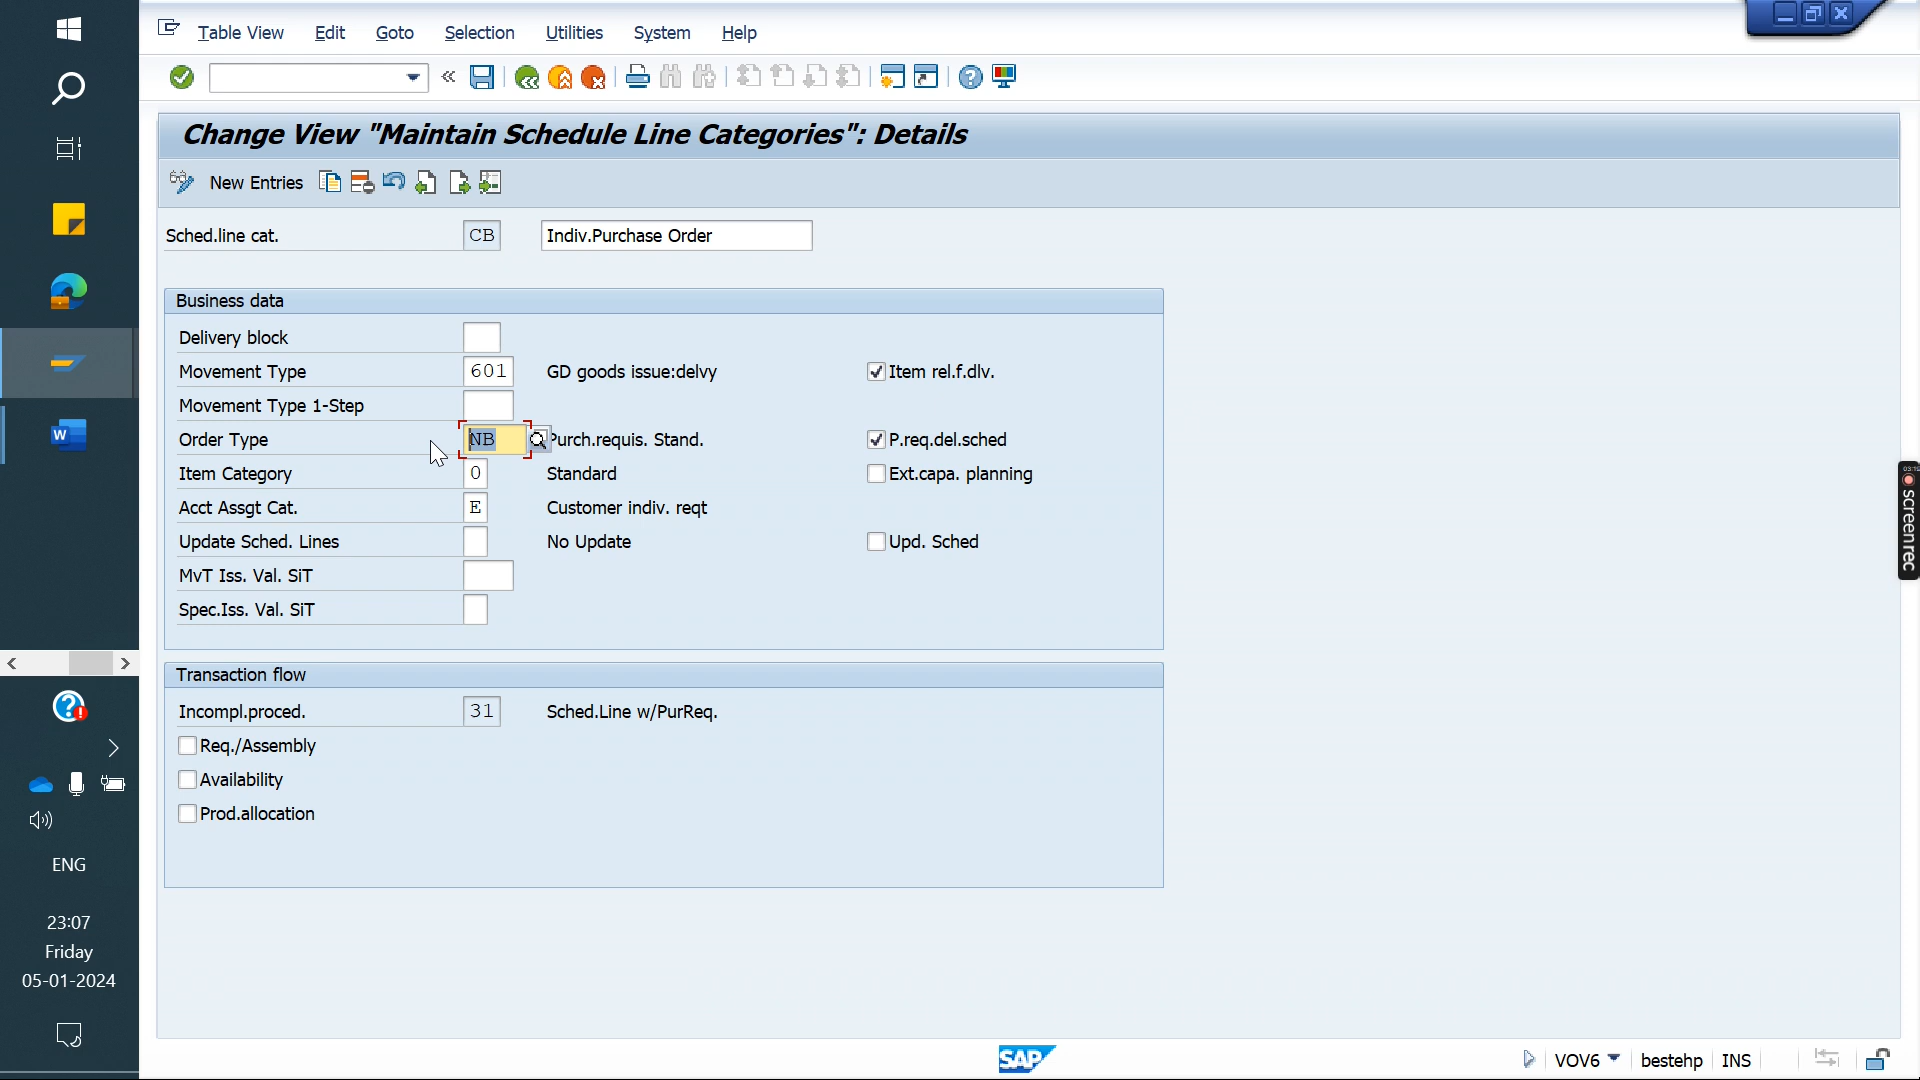 Table View Edit Goto Selection Utilities System Help
Change View "Maintain Schedule Line Categories": Details
New Entries
Sched.line cat. CB Indiv.Purchase Order
Business data
Delivery block
Movement Type 601 GD goods issue:delvy Item rel.f.dlv.
Movement Type 1-Step
Order Type NB Purch.requis. Stand. P.req.del.sched
Item Category 0 Standard Ext.capa. planning
Acct Assgt Cat. E Customer indiv. reqt
Update Sched. Lines No Update Upd. Sched
MvT Iss. Val. SiT
Spec.Iss. Val. SiT
Transaction flow
Incompl.proced. 31 Sched.Line w/PurReq.
Req./Assembly
Availability
Prod.allocation
ENG
23:07
Friday
05-01-2024
SAP
VOV6 bestehp INS
screenrec